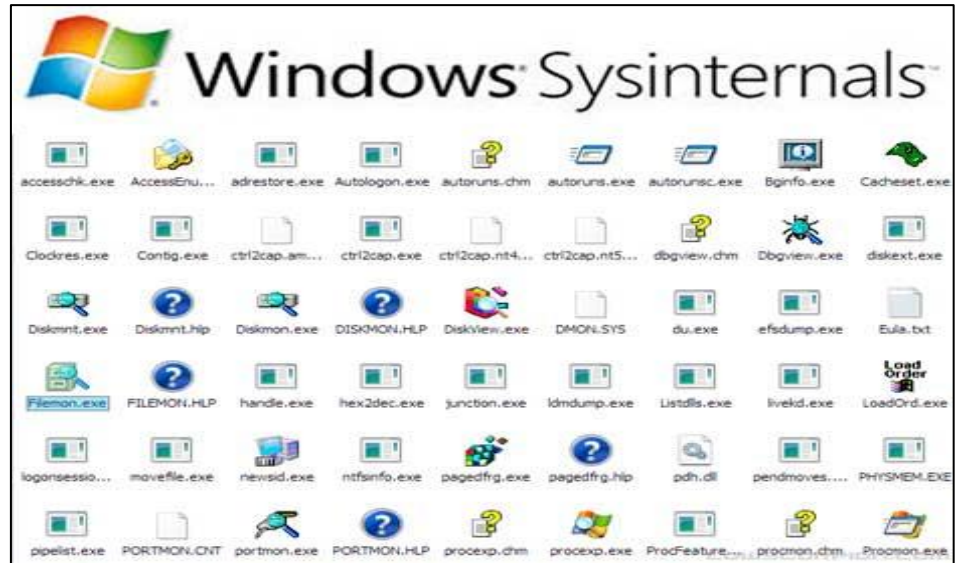 Windows Sysinternals
accesschk.exe AccessEnu... adrestore.exe Autologon.exe autoruns.chm autoruns.exe autorunsc.exe Bginfo.exe Cacheset.exe
Clockres.exe Contig.exe ctrl2cap.am... ctrl2cap.exe ctrl2cap.nt4... ctrl2cap.nt5... dbgview.chm Dbgview.exe diskext.exe
Diskmnt.exe Diskmnt.hlp Diskmon.exe DISKMON.HLP DiskView.exe DMON.SYS du.exe efsdump.exe Eula.txt
Load
Order
Filemon.exe FILEMON.HLP handle.exe hex2dec.exe junction.exe ldmdump.exe Listdlls.exe livekd.exe LoadOrd.exe
logonsessio... movefile.exe newsid.exe ntfsinfo.exe pagedfrg.exe pagedfrg.hlp pdh.dll pendmoves.... PHYSMEM.EXE
pipelist.exe PORTMON.CNT portmon.exe PORTMON.HLP procexp.chm procexp.exe ProcFeature... procmon.chm Procmon.exe